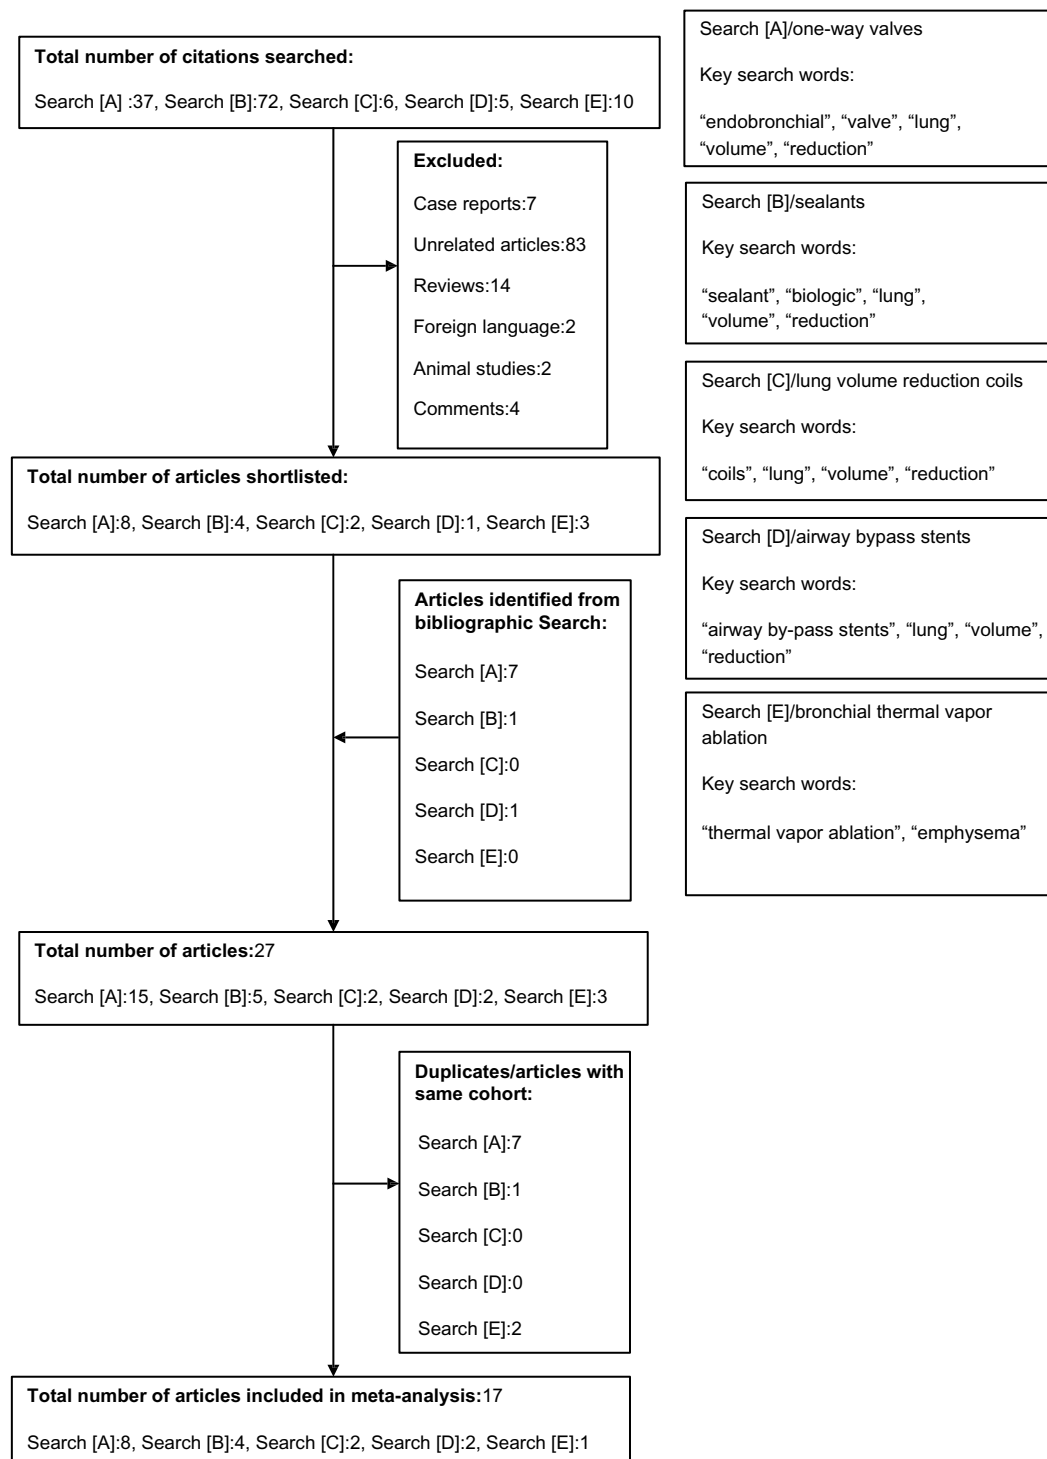 Total number of citations searched:
Search [A] :37, Search [B]:72, Search [C]:6, Search [D]:5, Search [E]:10
Excluded:
Case reports:7
Unrelated articles:83
Reviews:14
Foreign language:2
Animal studies:2
Comments:4
Total number of articles shortlisted:
Search [A]:8, Search [B]:4, Search [C]:2, Search [D]:1, Search [E]:3
Articles identified from
bibliographic Search:
Search [A]:7
Search [B]:1
Search [C]:0
Search [D]:1
Search [E]:0
Total number of articles:27
Search [A]:15, Search [B]:5, Search [C]:2, Search [D]:2, Search [E]:3
Duplicates/articles with
same cohort:
Search [A]:7
Search [B]:1
Search [C]:0
Search [D]:0
Search [E]:2
Total number of articles included in meta-analysis:17
Search [A]:8, Search [B]:4, Search [C]:2, Search [D]:2, Search [E]:1
Search [A]/one-way valves
Key search words:
“endobronchial”, “valve”, “lung”,
“volume”, “reduction”
Search [B]/sealants
Key search words:
“sealant”, “biologic”, “lung”,
“volume”, “reduction”
Search [C]/lung volume reduction coils
Key search words:
“coils”, “lung”, “volume”, “reduction”
Search [D]/airway bypass stents
Key search words:
“airway by-pass stents”, “lung”, “volume”,
“reduction”
Search [E]/bronchial thermal vapor
ablation
Key search words:
“thermal vapor ablation”, “emphysema”